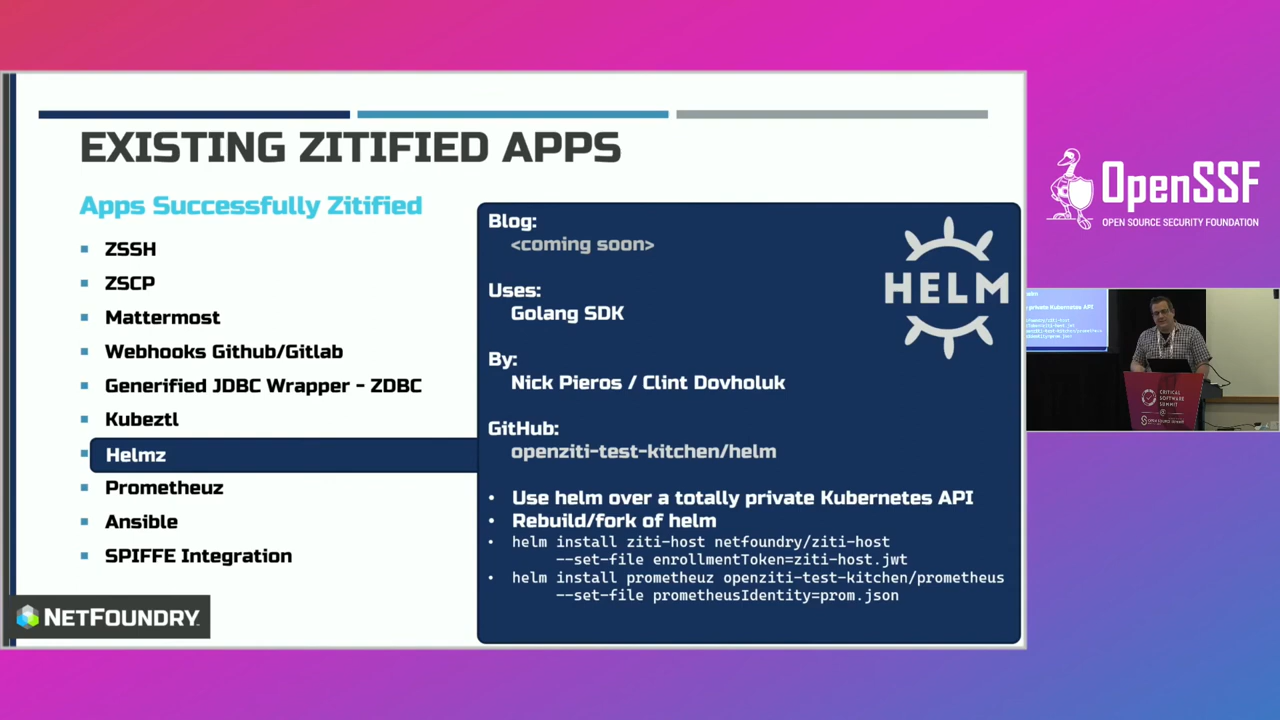 EXISTING ZITIFIED APPS
Apps Successfully Zitified
ZSSH
ZSCP
Mattermost
Webhooks Github/Gitlab
Generified JDBC Wrapper - ZDBC
Kubeztl
Helmz
Prometheuz
Ansible
SPIFFE Integration
NETFOUNDRY
Blog:
<coming soon>
Uses:
Golang SDK
By:
Nick Pieros / Clint Dovholuk
GitHub:
openziti-test-kitchen/helm
• Use helm over a totally private Kubernetes API
• Rebuild/fork of helm
• helm install ziti-host netfoundry/ziti-host
--set-file enrollmentToken=ziti-host.jwt
• helm install prometheuz openziti-test-kitchen/prometheus
--set-file prometheusIdentity=prom.json
HELM
OpenSSF
OPEN SOURCE SECURITY FOUNDATION
CRITICAL
SOFTWARE
SUMMIT